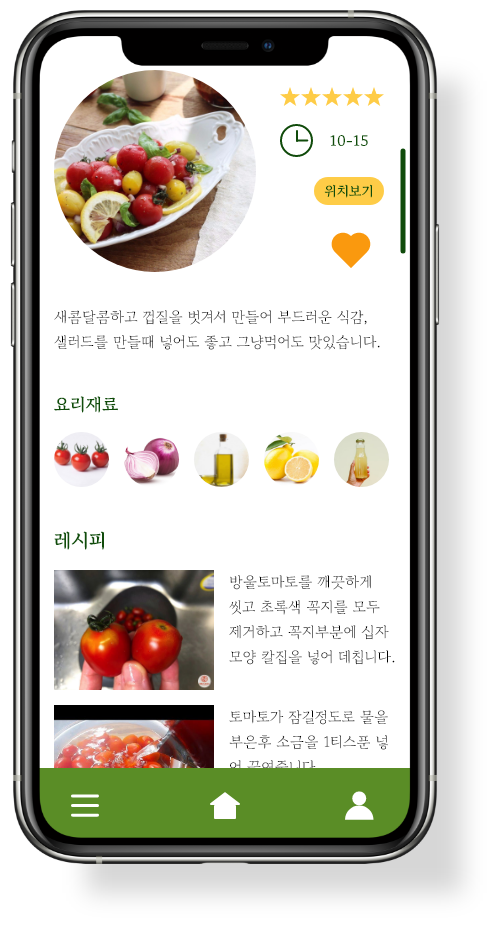 10-15
위치보기
새콤달콤하고 껍질을 벗겨서 만들어 부드러운 식감,
샐러드를 만들때 넣어도 좋고 그냥먹어도 맛있습니다.
요리재료
레시피
방울토마토를 깨끗하게
씻고 초록색 꼭지를 모두
제거하고 꼭지부분에 십자
모양 칼집을 넣어 데칩니다.
토마토가 잠길정도로 물을
부은후 소금을 1티스푼 넣
어